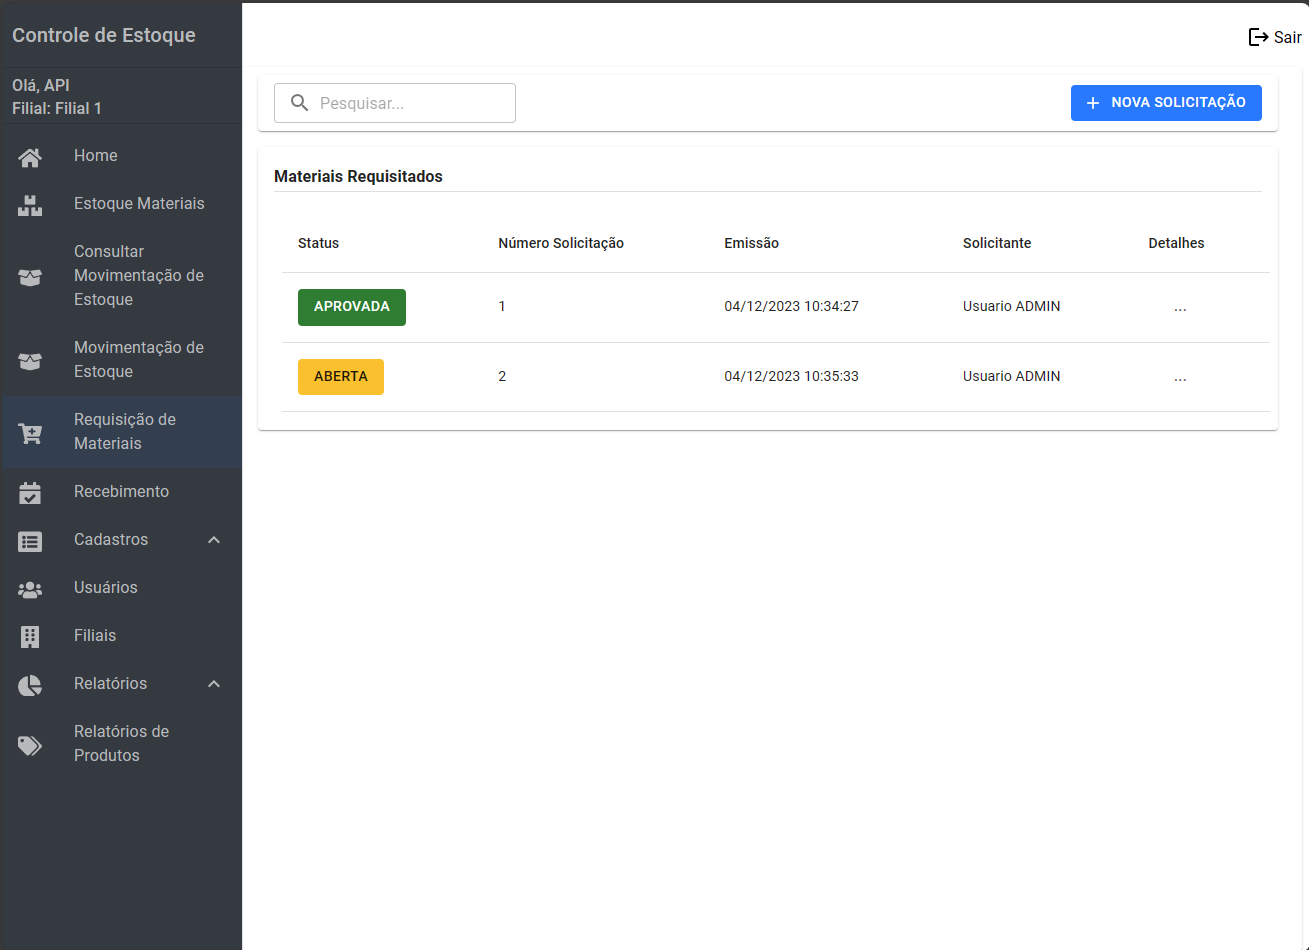 Controle de Estoque
Sair
Olá, API
Filial: Filial 1
Home
Estoque Materiais
Consultar
Movimentação de
Estoque
Movimentação de
Estoque
Requisição de
Materiais
Recebimento
Cadastros
Usuários
Filiais
Relatórios
Relatórios de
Produtos
Pesquisar...
NOVA SOLICITAÇÃO
Materiais Requisitados
Status Número Solicitação Emissão Solicitante Detalhes
APROVADA 1 04/12/2023 10:34:27 Usuario ADMIN ...
ABERTA 2 04/12/2023 10:35:33 Usuario ADMIN ...